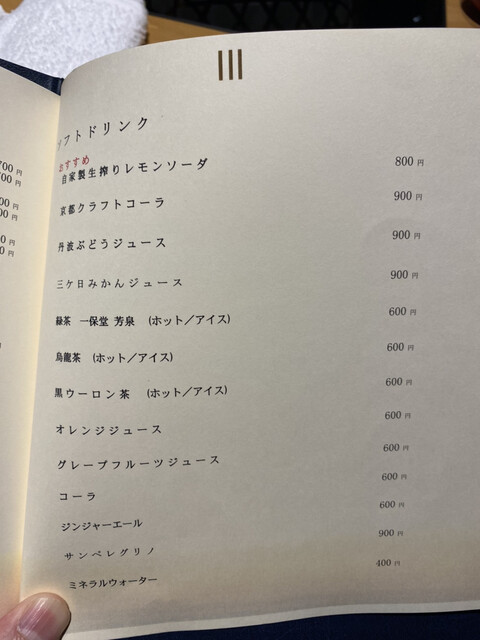 ソフトドリンク
おすすめ
自家製生搾りレモンソーダ 800円
京都クラフトコーラ 900円
丹波ぶどうジュース 900円
三ケ日みかんジュース 900円
緑茶 一保堂 芳泉 (ホット／アイス) 600円
烏龍茶 (ホット／アイス) 600円
黒ウーロン茶 (ホット／アイス) 600円
オレンジジュース 600円
グレープフルーツジュース 600円
コーラ 600円
ジンジャーエール 600円
サンペレグリノ 900円
ミネラルウォーター 400円